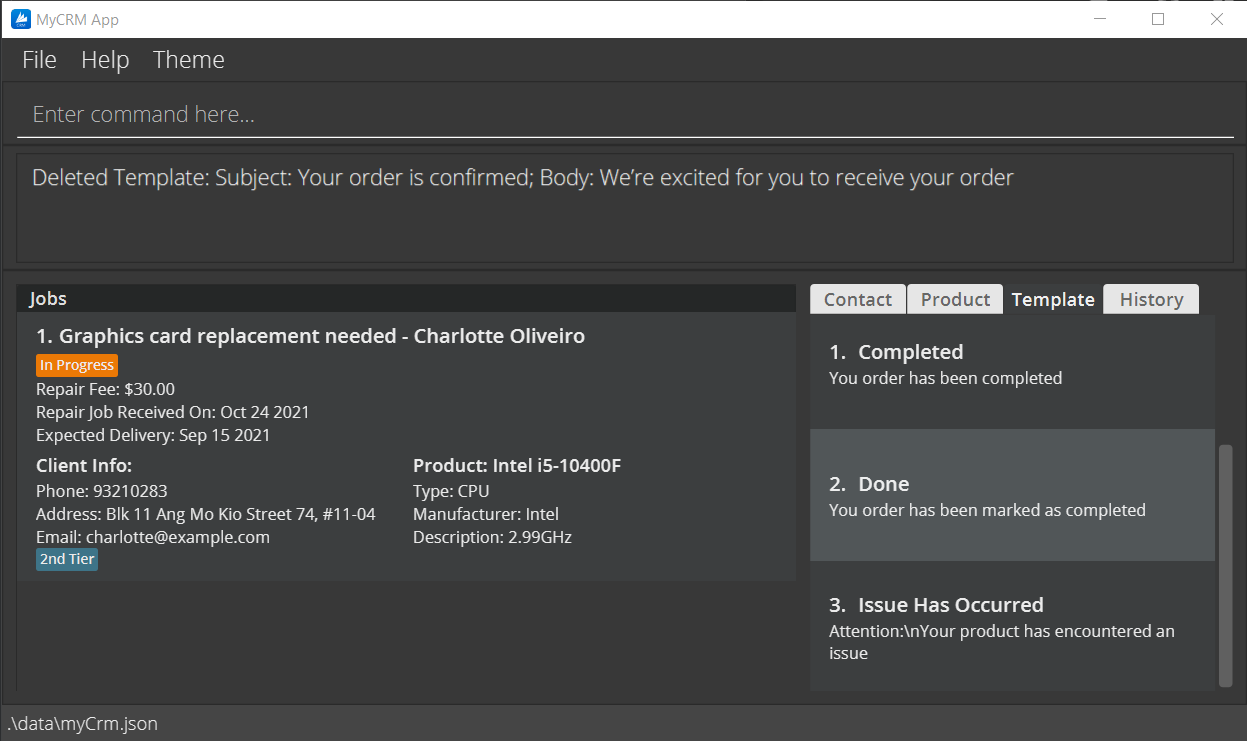 MyCRM App
File Help Theme
Enter command here...
Deleted Template: Subject: Your order is confirmed; Body: We’re excited for you to receive your order
Jobs
1. Graphics card replacement needed - Charlotte Oliveiro
In Progress
Repair Fee: $30.00
Repair Job Received On: Oct 24 2021
Expected Delivery: Sep 15 2021
Client Info:
Phone: 93210283
Address: Blk 11 Ang Mo Kio Street 74, #11-04
Email: charlotte@example.com
2nd Tier
Product: Intel i5-10400F
Type: CPU
Manufacturer: Intel
Description: 2.99GHz
Contact Product Template History
1. Completed
You order has been completed
2. Done
You order has been marked as completed
3. Issue Has Occurred
Attention:\nYour product has encountered an
issue
.\data\myCrm.json